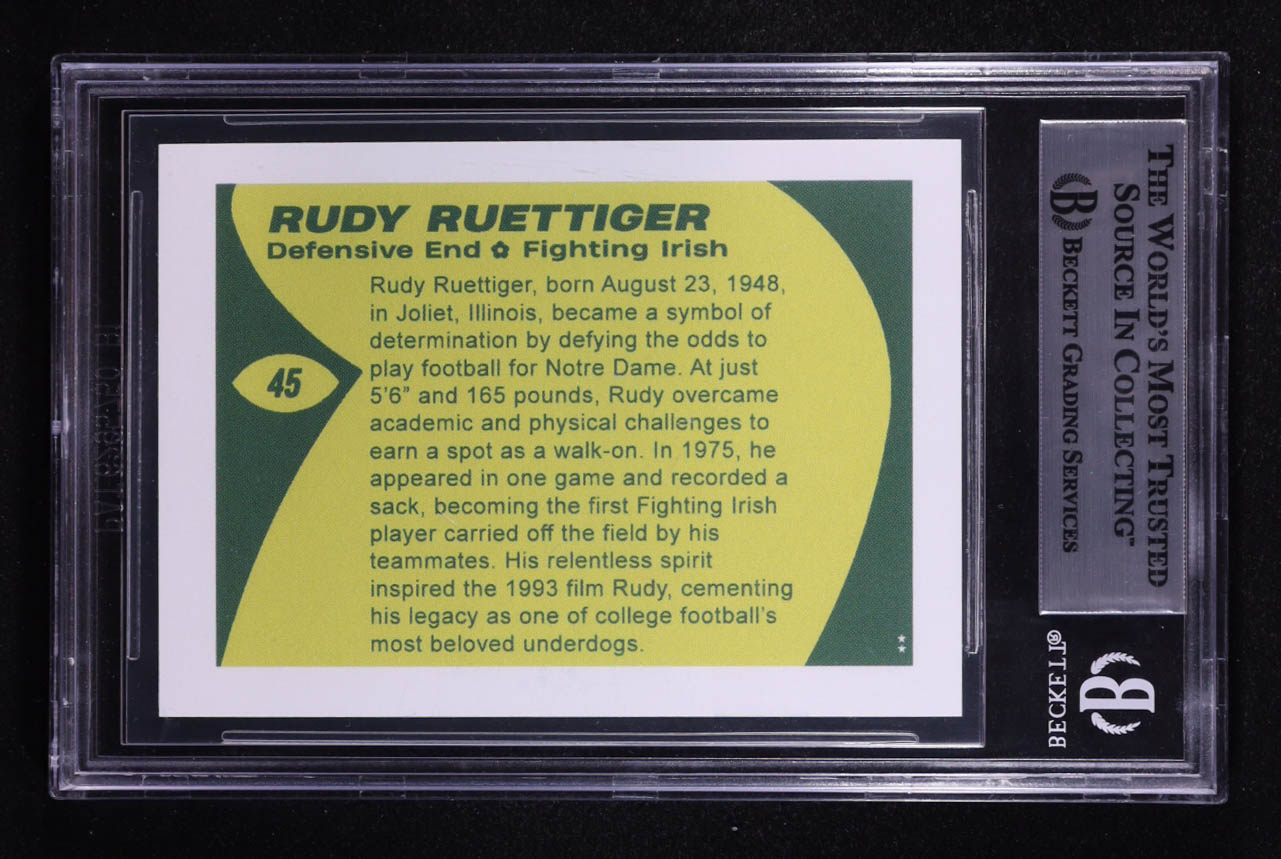 RUDY RUETTIGER
Defensive End ✿ Fighting Irish
Rudy Ruettiger, born August 23, 1948,
in Joliet, Illinois, became a symbol of
determination by defying the odds to
play football for Notre Dame. At just
5'6" and 165 pounds, Rudy overcame
academic and physical challenges to
earn a spot as a walk-on. In 1975, he
appeared in one game and recorded a
sack, becoming the first Fighting Irish
player carried off the field by his
teammates. His relentless spirit
inspired the 1993 film Rudy, cementing
his legacy as one of college football's
most beloved underdogs.
45
**
THE WORLD'S MOST TRUSTED
SOURCE IN COLLECTING™
B BECKETT GRADING SERVICES
BECKETT®
B